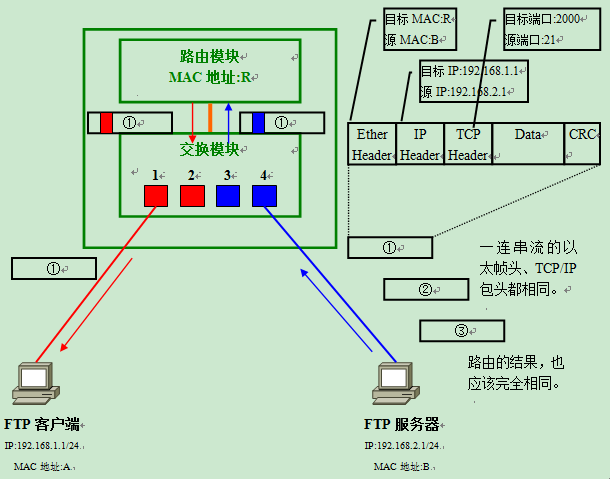 目标 MAC:R
源 MAC:B
目标端口:2000
源端口:21
目标 IP:192.168.1.1
源 IP:192.168.2.1
路由模块
MAC 地址:R
①
①
交换模块
1 2 3 4
Ether Header
IP Header
TCP Header
Data
CRC
①
②
③
一连串流的以
太帧头、TCP/IP
包头都相同。
路由的结果，也
应该完全相同。
①
FTP 客户端
IP:192.168.1.1/24
MAC 地址:A
FTP 服务器
IP:192.168.2.1/24
MAC 地址:B